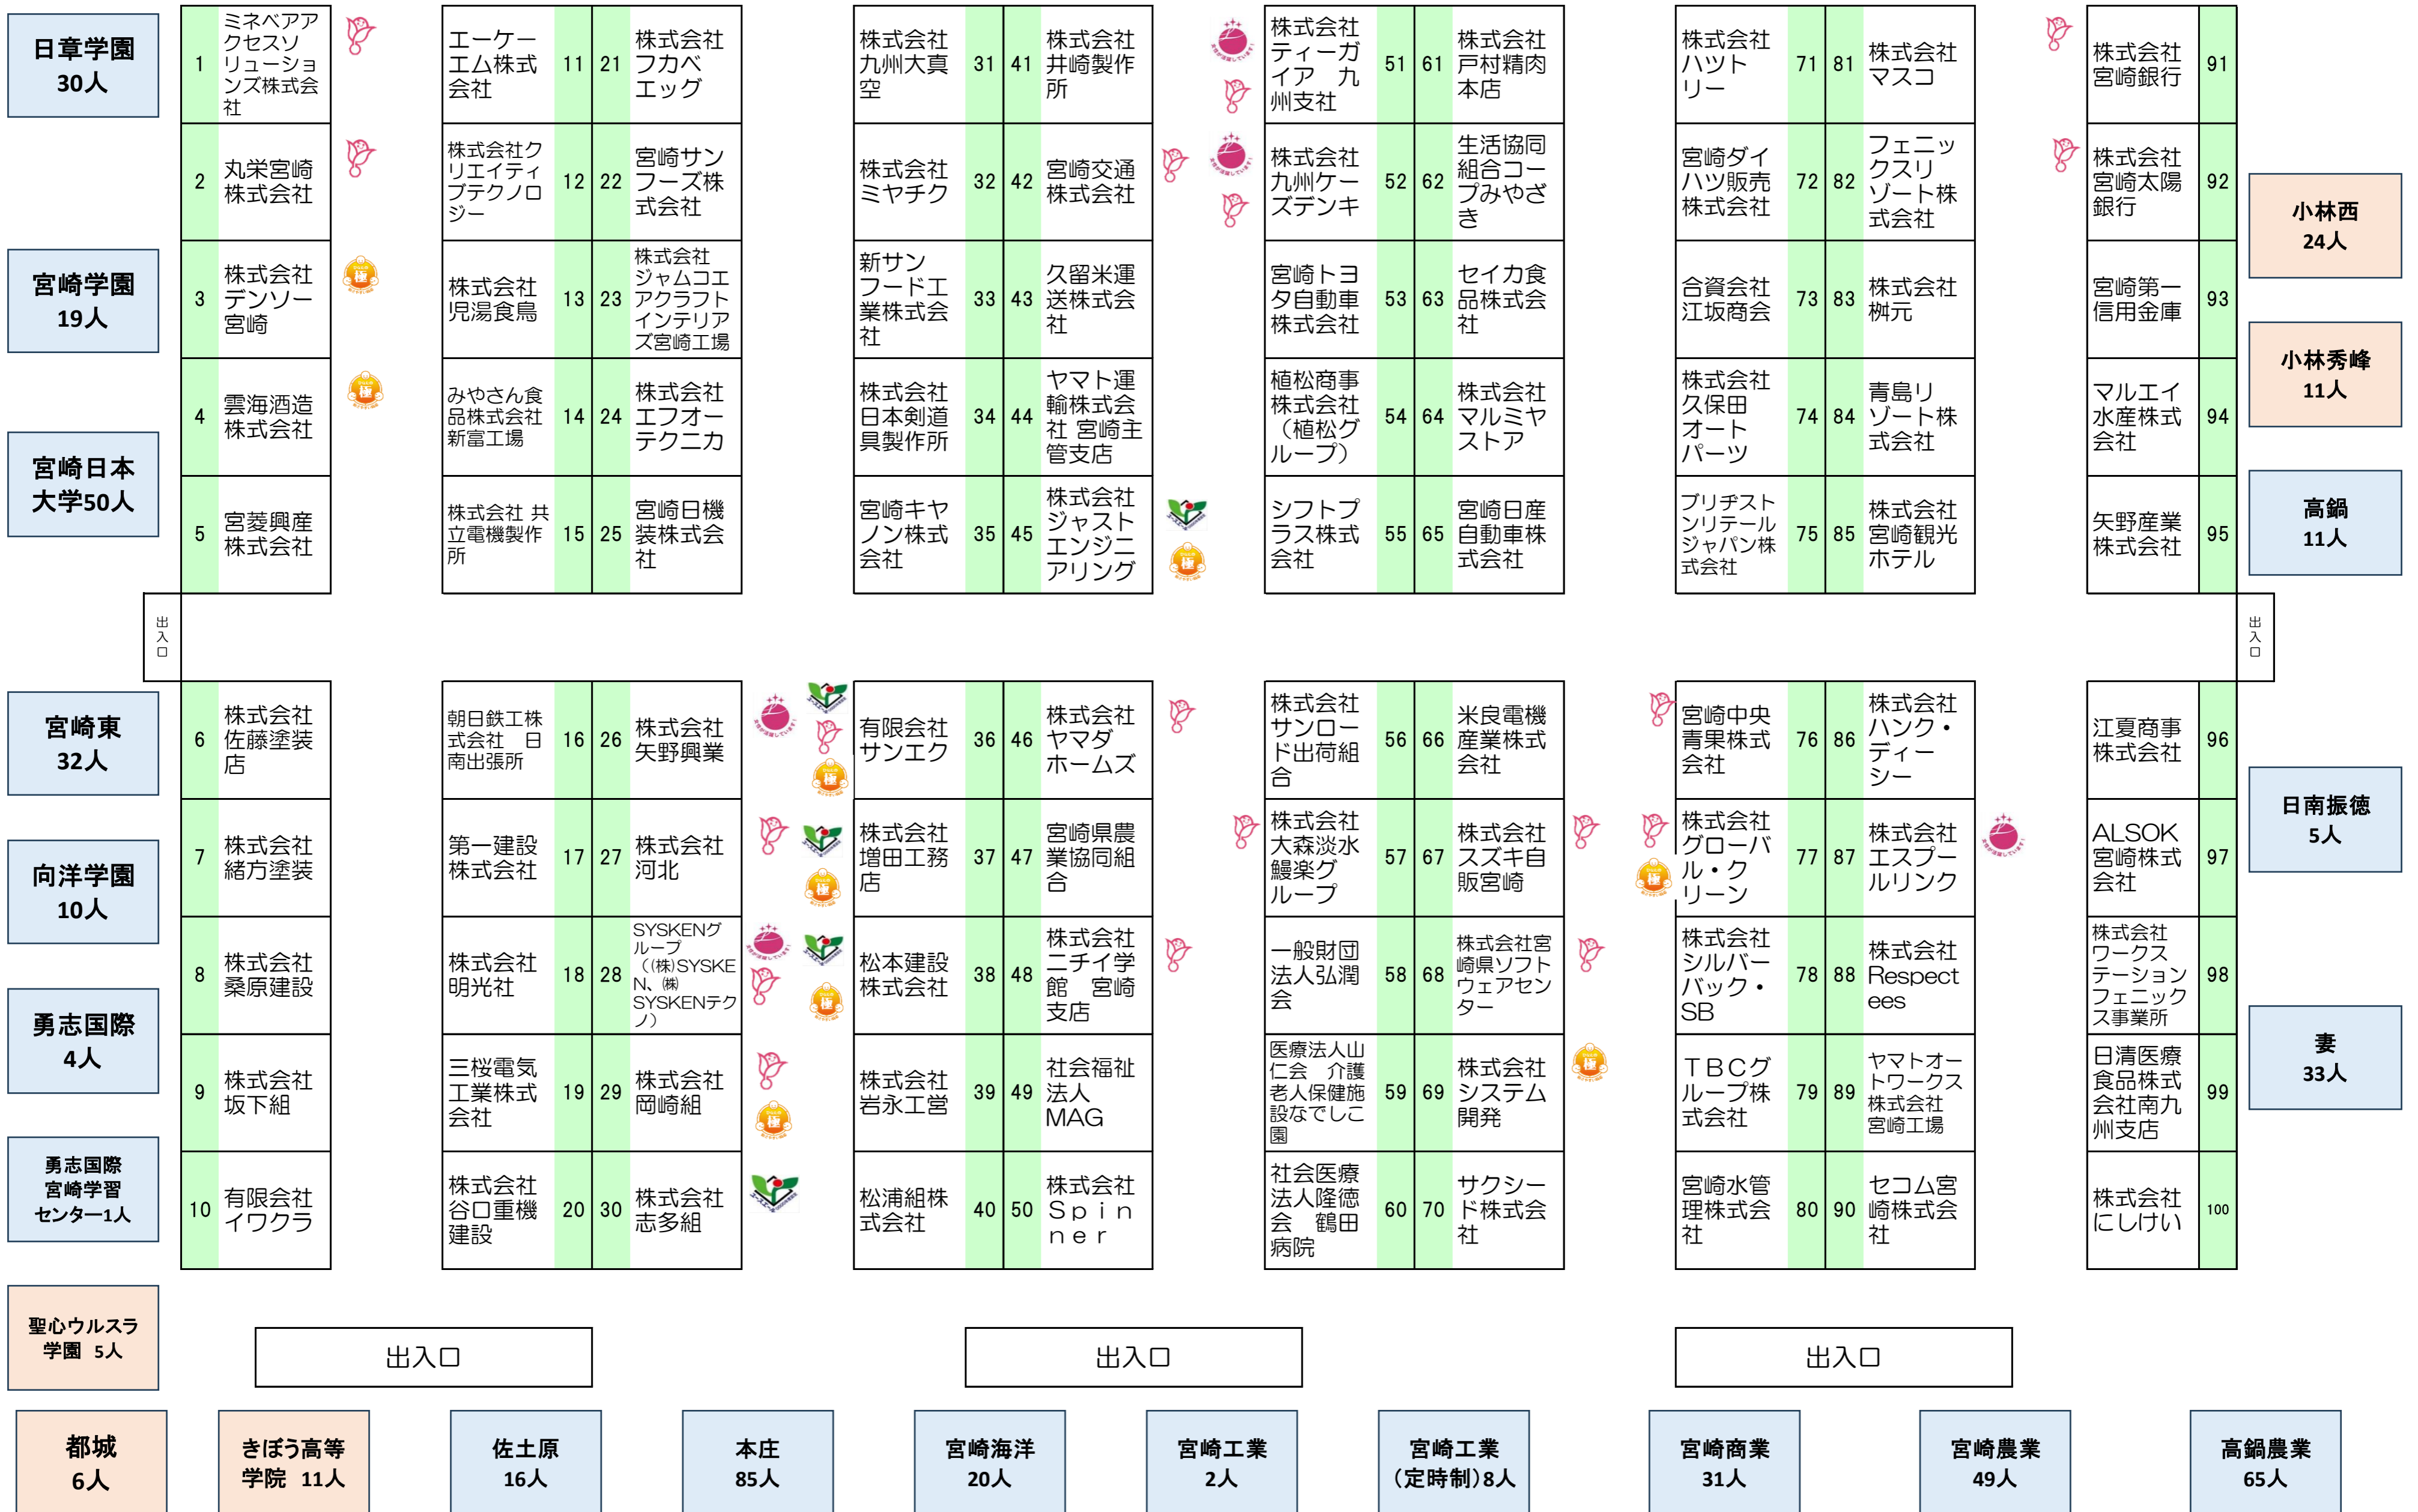 日章学園
30人
宮崎学園
19人
宮崎日本
大学50人
宮崎東
32人
向洋学園
10人
勇志国際
4人
勇志国際
宮崎学習
センター1人
聖心ウルスラ
学園 5人
1
ミネベアア
クセスソ
リューショ
ンズ株式会
社
2
丸栄宮崎
株式会社
3
株式会社
デンソー
宮崎
4
雲海酒造
株式会社
5
宮菱興産
株式会社
出入口
6
株式会社
佐藤塗装
店
7
株式会社
緒方塗装
8
株式会社
桑原建設
9
株式会社
坂下組
10
有限会社
イワクラ
エーケー
エム株式
会社
11
株式会社ク
リエイティ
ブテクノロ
ジー
12
株式会社
児湯食鳥
13
みやさん食
品株式会社
新富工場
14
株式会社 共
立電機製作
所
15
朝日鉄工株
式会社 日
南出張所
16
第一建設
株式会社
17
株式会社
明光社
18
三桜電気
工業株式
会社
19
株式会社
谷口重機
建設
20
21
株式会社
フカベ
エッグ
22
宮崎サン
フーズ株
式会社
23
株式会社
ジャムコエ
アクラフト
インテリア
ズ宮崎工場
24
株式会社
エフオー
テクニカ
25
宮崎日機
装株式会
社
26
株式会社
矢野興業
27
株式会社
河北
28
SYSKENグ
ループ
（㈱SYSKE
N、㈱
SYSKENテク
ノ）
29
株式会社
岡崎組
30
株式会社
志多組
株式会社
九州大真
空
31
株式会社
ミヤチク
32
新サン
フード工
業株式会
社
33
株式会社
日本剣道
具製作所
34
宮崎キヤ
ノン株式
会社
35
有限会社
サンエク
36
株式会社
増田工務
店
37
松本建設
株式会社
38
株式会社
岩永工営
39
松浦組株
式会社
40
41
株式会社
井崎製作
所
42
宮崎交通
株式会社
43
久留米運
送株式会
社
44
ヤマト運
輸株式会
社 宮崎主
管支店
45
株式会社
ジャスト
エンジニ
アリング
46
株式会社
ヤマダ
ホームズ
47
宮崎県農
業協同組
合
48
株式会社
ニチイ学
館 宮崎
支店
49
社会福祉
法人
MAG
50
株式会社
Ｓｐｉｎ
ｎｅｒ
株式会社
ティーガ
イア 九
州支社
51
株式会社
九州ケー
ズデンキ
52
宮崎トヨ
タ自動車
株式会社
53
植松商事
株式会社
（植松グ
ループ）
54
シフトプ
ラス株式
会社
55
株式会社
サンロー
ド出荷組
合
56
株式会社
大森淡水
鰻楽グ
ループ
57
一般財団
法人弘潤
会
58
医療法人山
仁会 介護
老人保健施
設なでしこ
園
59
社会医療
法人隆徳
会 鶴田
病院
60
61
株式会社
戸村精肉
本店
62
生活協同
組合コー
プみやざ
き
63
セイカ食
品株式会
社
64
株式会社
マルミヤ
ストア
65
宮崎日産
自動車株
式会社
66
米良電機
産業株式
会社
67
株式会社
スズキ自
販宮崎
68
株式会社宮
崎県ソフト
ウェアセン
ター
69
株式会社
システム
開発
70
サクシー
ド株式会
社
株式会社
ハツト
リー
71
宮崎ダイ
ハツ販売
株式会社
72
合資会社
江坂商会
73
株式会社
久保田
オート
パーツ
74
ブリヂスト
ンリテール
ジャパン株
式会社
75
宮崎中央
青果株式
会社
76
株式会社
グローバ
ル・ク
リーン
77
株式会社
シルバー
バック・
SB
78
ＴＢＣグ
ループ株
式会社
79
宮崎水管
理株式会
社
80
81
株式会社
マスコ
82
フェニッ
クスリ
ゾート株
式会社
83
株式会社
桝元
84
青島リ
ゾート株
式会社
85
株式会社
宮崎観光
ホテル
86
株式会社
ハンク・
ディー
シー
87
株式会社
エスプー
ルリンク
88
株式会社
Respect
ees
89
ヤマトオー
トワークス
株式会社
宮崎工場
90
セコム宮
崎株式会
社
株式会社
宮崎銀行
91
株式会社
宮崎太陽
銀行
92
宮崎第一
信用金庫
93
マルエイ
水産株式
会社
94
矢野産業
株式会社
95
出入口
江夏商事
株式会社
96
ALSOK
宮崎株式
会社
97
株式会社
ワークス
テーション
フェニック
ス事業所
98
日清医療
食品株式
会社南九
州支店
99
株式会社
にしけい
100
小林西
24人
小林秀峰
11人
高鍋
11人
日南振徳
5人
妻
33人
出入口
出入口
出入口
都城
6人
きぼう高等
学院 11人
佐土原
16人
本庄
85人
宮崎海洋
20人
宮崎工業
2人
宮崎工業
（定時制）8人
宮崎商業
31人
宮崎農業
49人
高鍋農業
65人